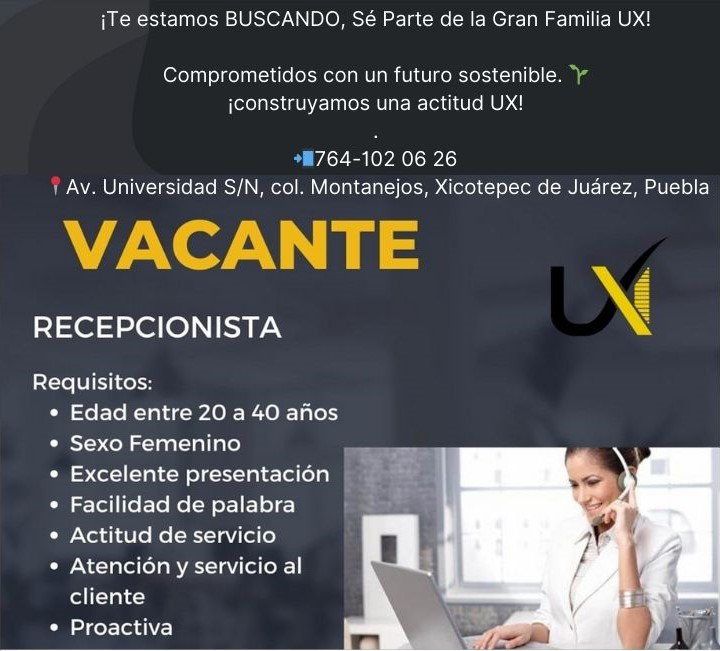 ¡Te estamos BUSCANDO, Sé Parte de la Gran Familia UX!
Comprometidos con un futuro sostenible. 🌱
¡construyamos una actitud UX!
.
📲764-102 06 26
📍Av. Universidad S/N, col. Montanejos, Xicotepec de Juárez, Puebla
VACANTE
UX
RECEPCIONISTA
Requisitos:
• Edad entre 20 a 40 años
• Sexo Femenino
• Excelente presentación
• Facilidad de palabra
• Actitud de servicio
• Atención y servicio al
cliente
• Proactiva